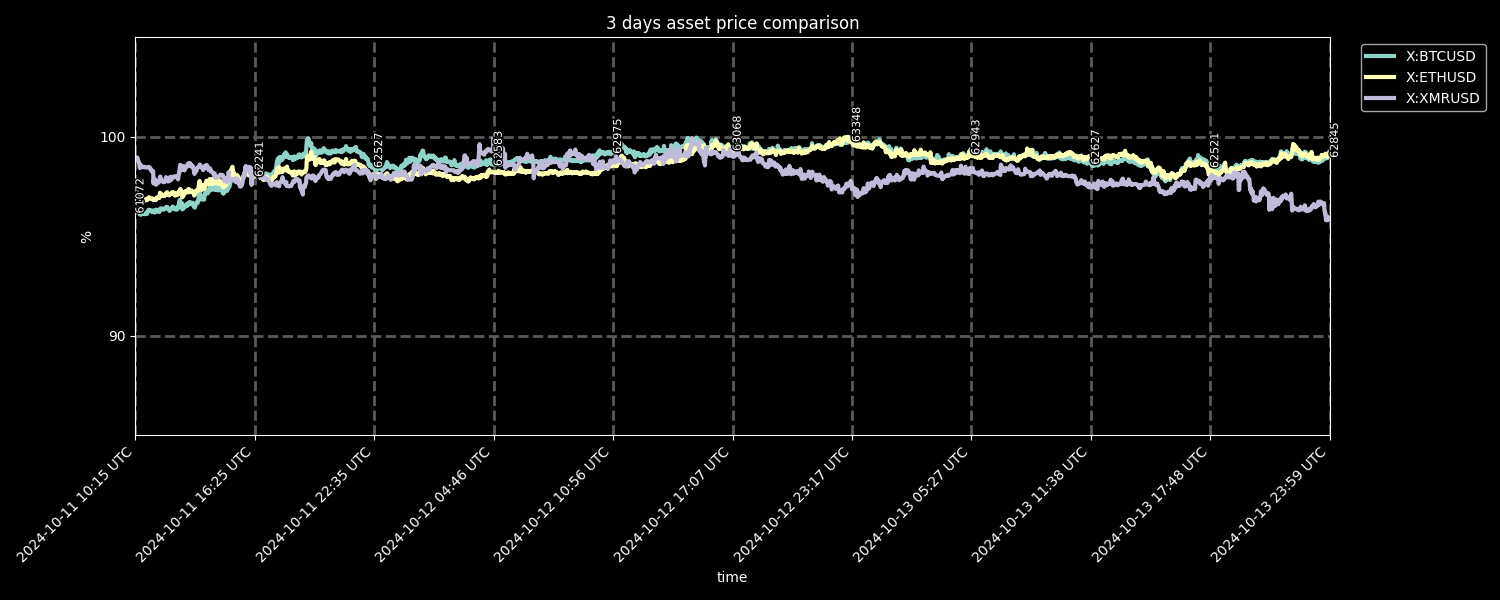 3 days asset price comparison
X:BTCUSD
X:ETHUSD
X:XMRUSD
100
90
%
61072
62241
62527
62583
62975
63068
63348
62943
62627
62521
62845
2024-10-11 10:15 UTC
2024-10-11 16:25 UTC
2024-10-11 22:35 UTC
2024-10-12 04:46 UTC
2024-10-12 10:56 UTC
2024-10-12 17:07 UTC
2024-10-12 23:17 UTC
2024-10-13 05:27 UTC
2024-10-13 11:38 UTC
2024-10-13 17:48 UTC
2024-10-13 23:59 UTC
time